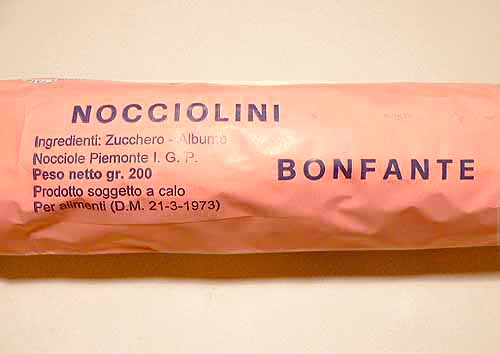 NOCCIOLINI
Ingredienti: Zucchero - Albume
Nocciole Piemonte I. G. P.
Peso netto gr. 200
Prodotto soggetto a calo
Per alimenti (D.M. 21-3-1973)
BONFANTE